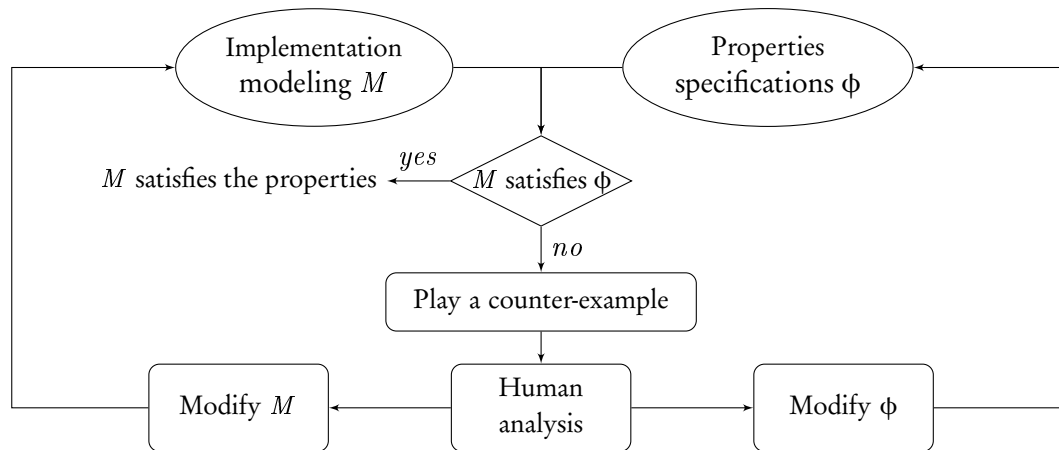 Implementation
modeling M
Properties
specifications ϕ
yes
M satisfies the properties
M satisfies ϕ
no
Play a counter-example
Modify M
Human
analysis
Modify ϕ